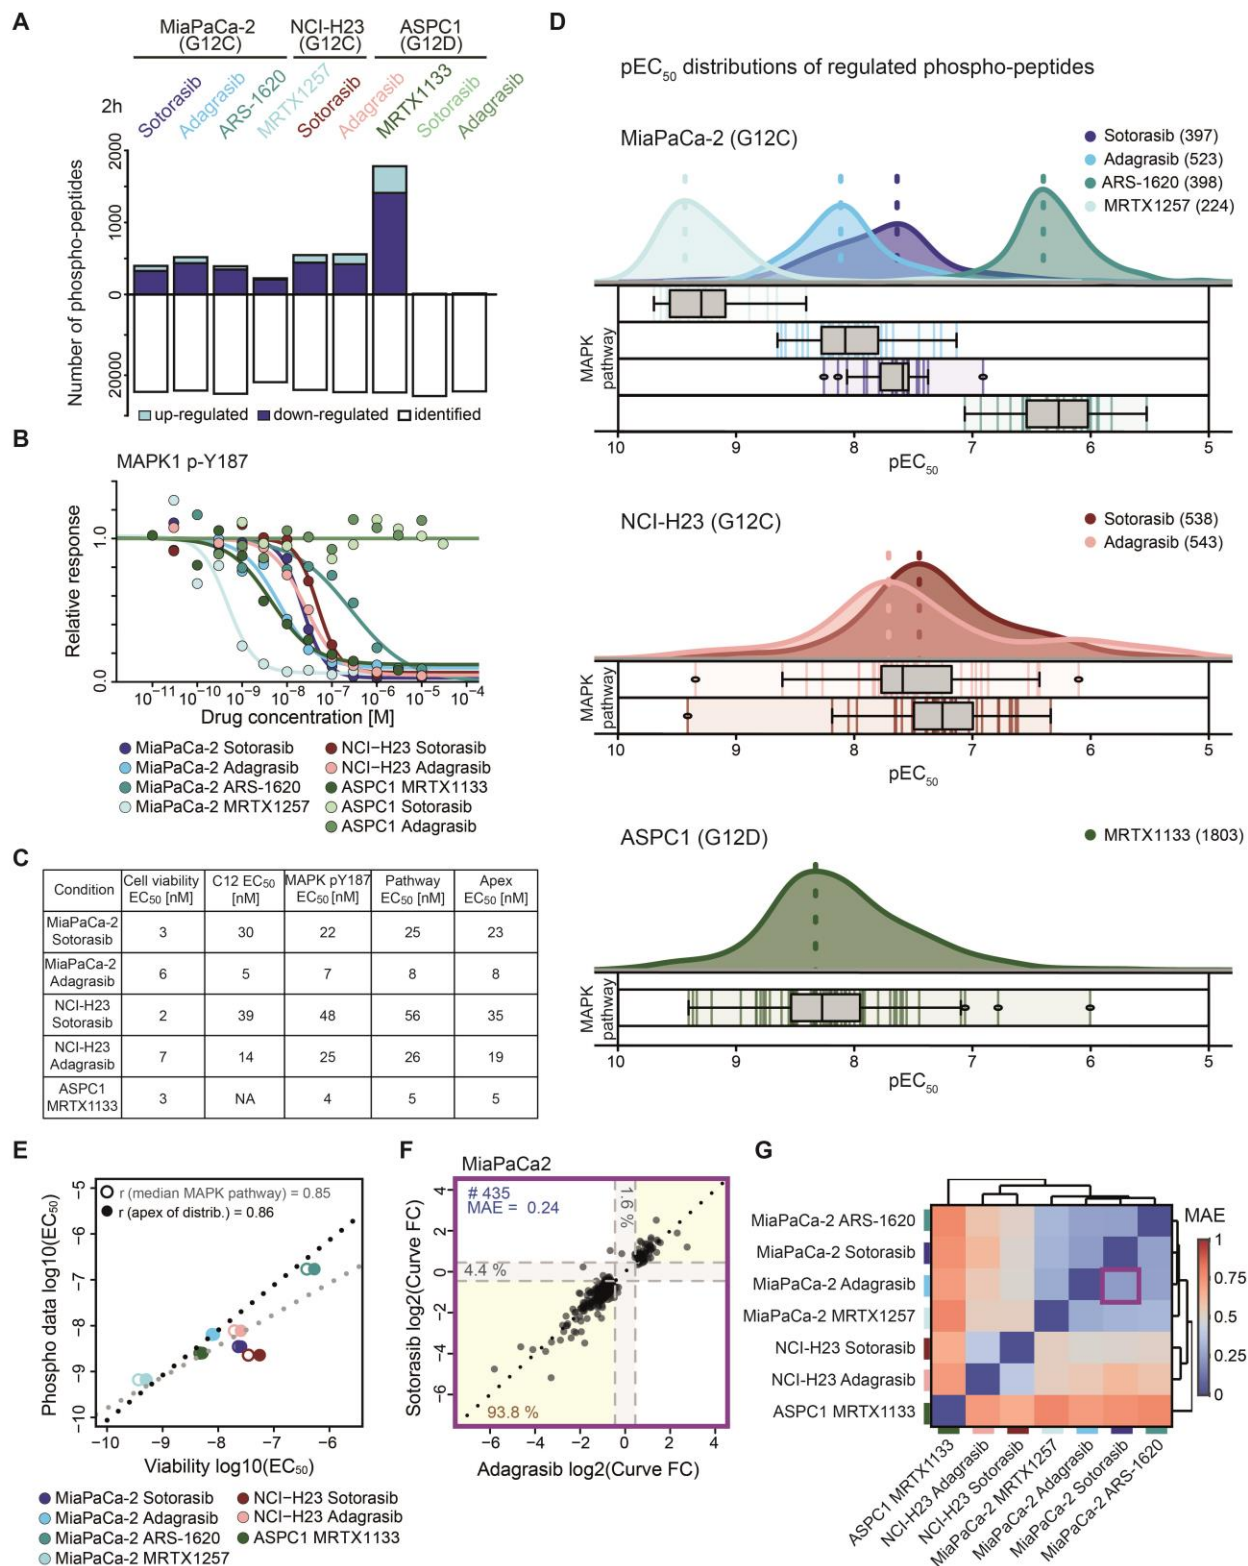 A
MiaPaCa-2
(G12C)
NCI-H23
(G12C)
ASPC1
(G12D)
2h
Sotorasib
Adagrasib
ARS-1620
MRTX1257
Sotorasib
Adagrasib
MRTX1133
Sotorasib
Adagrasib
Number of phospho-peptides
2000
1000
0
20000
up-regulated
down-regulated
identified
B
MAPK1 p-Y187
Relative response
1.0
0.0
10−11 10−10 10−9 10−8 10−7 10−6 10−5 10−4
Drug concentration [M]
MiaPaCa-2 Sotorasib
MiaPaCa-2 Adagrasib
MiaPaCa-2 ARS-1620
MiaPaCa-2 MRTX1257
NCI−H23 Sotorasib
NCI−H23 Adagrasib
ASPC1 MRTX1133
ASPC1 Sotorasib
ASPC1 Adagrasib
C
Condition
Cell viability
EC50 [nM]
C12 EC50
[nM]
MAPK pY187
EC50 [nM]
Pathway
EC50 [nM]
Apex
EC50 [nM]
MiaPaCa-2
Sotorasib
3 30 22 25 23
MiaPaCa-2
Adagrasib
6 5 7 8 8
NCI-H23
Sotorasib
2 39 48 56 35
NCI-H23
Adagrasib
7 14 25 26 19
ASPC1
MRTX1133
3 NA 4 5 5
D
pEC50 distributions of regulated phospho-peptides
MiaPaCa-2 (G12C)
Sotorasib (397)
Adagrasib (523)
ARS-1620 (398)
MRTX1257 (224)
MAPK
pathway
10 9 8 7 6 5
pEC50
NCI-H23 (G12C)
Sotorasib (538)
Adagrasib (543)
MAPK
pathway
10 9 8 7 6 5
pEC50
ASPC1 (G12D)
MRTX1133 (1803)
MAPK
pathway
10 9 8 7 6 5
pEC50
E
r (median MAPK pathway) = 0.85
r (apex of distrib.) = 0.86
Phospho data log10(EC50)
−5
−6
−7
−8
−9
−10
−10 −9 −8 −7 −6
Viability log10(EC50)
MiaPaCa-2 Sotorasib
MiaPaCa-2 Adagrasib
MiaPaCa-2 ARS-1620
MiaPaCa-2 MRTX1257
NCI−H23 Sotorasib
NCI−H23 Adagrasib
ASPC1 MRTX1133
F
MiaPaCa2
# 435
MAE = 0.24
1.6 %
4.4 %
93.8 %
Sotorasib log2(Curve FC)
4
2
0
−2
−4
−6
−6 −4 −2 0 2 4
Adagrasib log2(Curve FC)
G
MiaPaCa-2 ARS-1620
MiaPaCa-2 Sotorasib
MiaPaCa-2 Adagrasib
MiaPaCa-2 MRTX1257
NCI-H23 Sotorasib
NCI-H23 Adagrasib
ASPC1 MRTX1133
MAE
1
0.75
0.5
0.25
0
ASPC1 MRTX1133
NCI-H23 Adagrasib
NCI-H23 Sotorasib
MiaPaCa-2 MRTX1257
MiaPaCa-2 Adagrasib
MiaPaCa-2 Sotorasib
MiaPaCa-2 ARS-1620